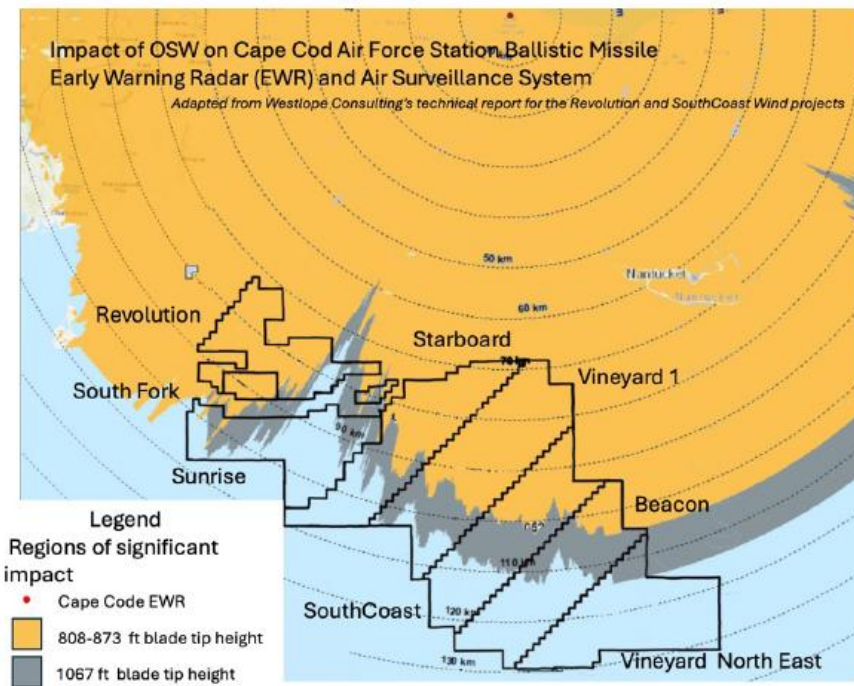 Impact of OSW on Cape Cod Air Force Station Ballistic Missile
Early Warning Radar (EWR) and Air Surveillance System
Adapted from Westlope Consulting's technical report for the Revolution and SouthCoast Wind projects
50 km
Nantucket
Nantucket
60 km
Revolution
Starboard
70 km
Vineyard 1
South Fork
90 km
Sunrise
Beacon
Legend
Regions of significant
impact
Cape Code EWR
808-873 ft blade tip height
1067 ft blade tip height
110 km
SouthCoast
120 km
130 km
Vineyard North East